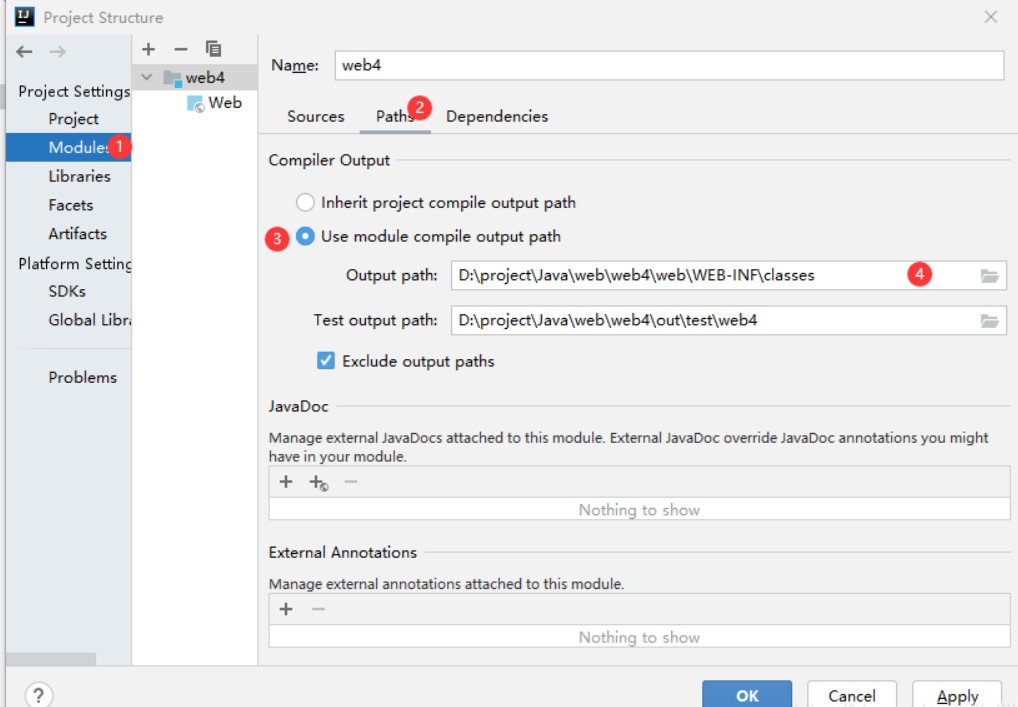 Project Structure
Name: web4
web4
Web
Project Settings
Project
Modules 1
Libraries
Facets
Artifacts
SDKs
Problems
Sources Paths 2 Dependencies
Compiler Output
Inherit project compile output path
3 Use module compile output path
Output path: D:\project\Java\web\web4\web\WEB-INF\classes 4
Test output path: D:\project\Java\web\web4\out\test\web4
Exclude output paths
JavaDoc
Manage external JavaDocs attached to this module. External JavaDoc override JavaDoc annotations you might
have in your module.
Nothing to show
External Annotations
Manage external annotations attached to this module.
Nothing to show
? OK Cancel Apply